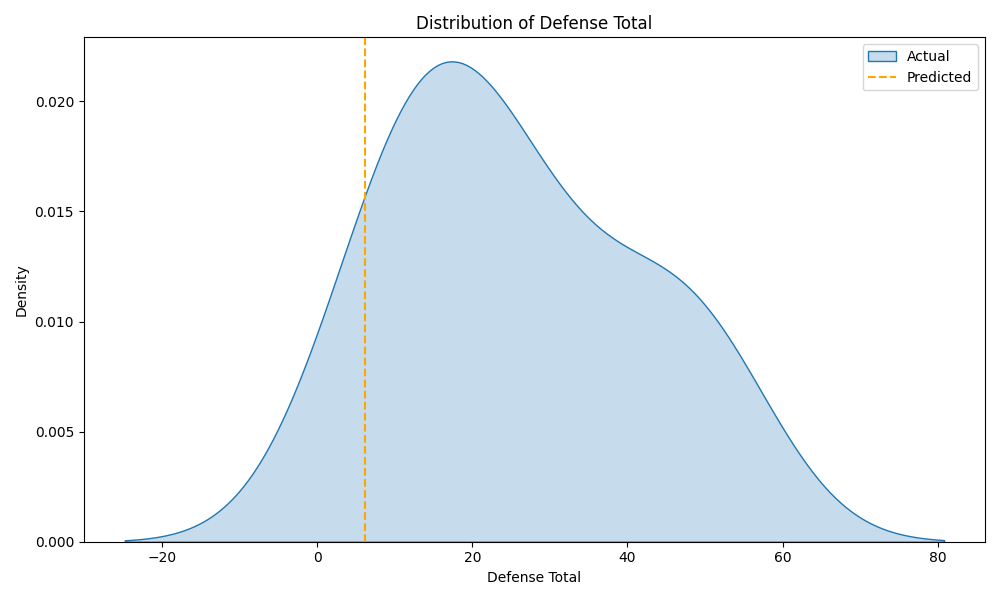 Distribution of Defense Total
Actual
Predicted
0.020
0.015
0.010
0.005
0.000
Density
−20
0
20
40
60
80
Defense Total